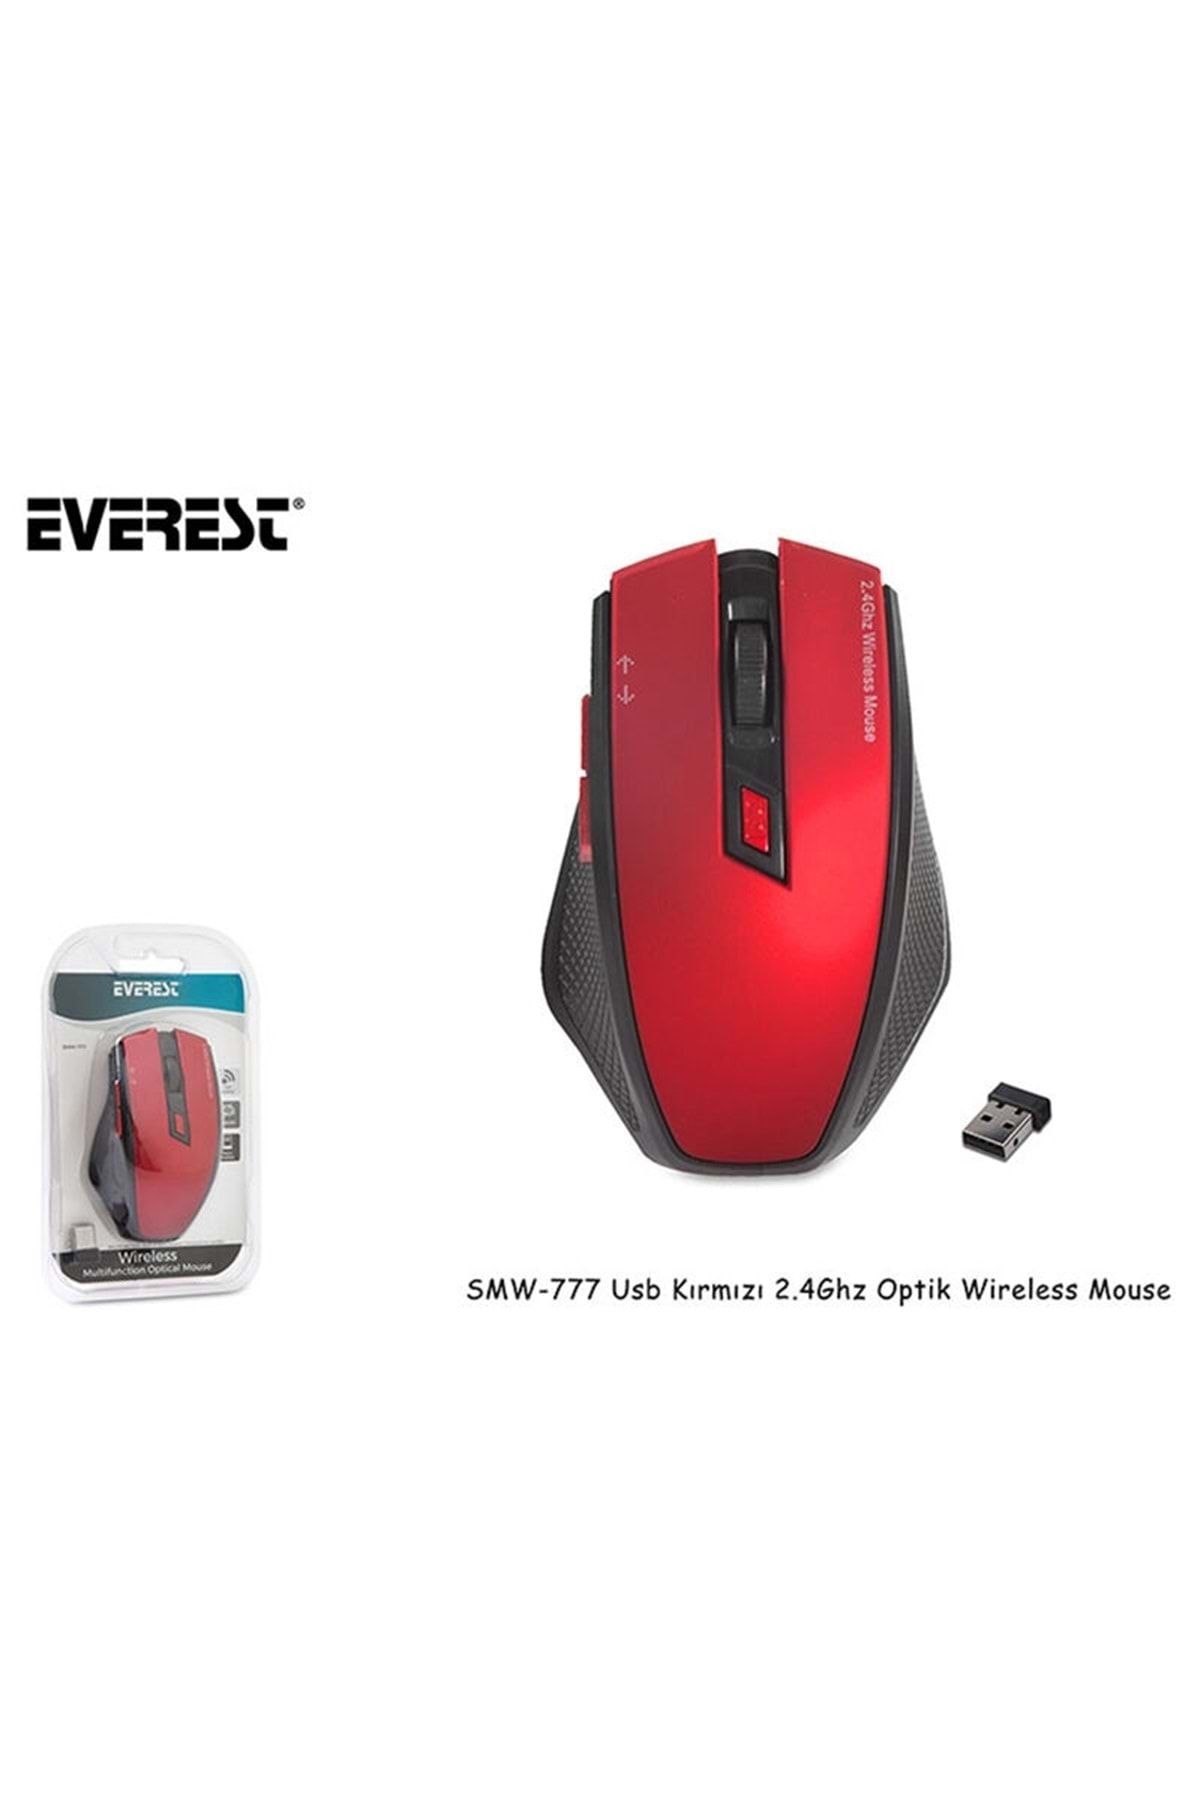 EVEREST®
2.4Ghz Wireless Mouse
EVEREST
Wireless
Multifunction Optical Mouse
SMW-777 Usb Kırmızı 2.4Ghz Optik Wireless Mouse